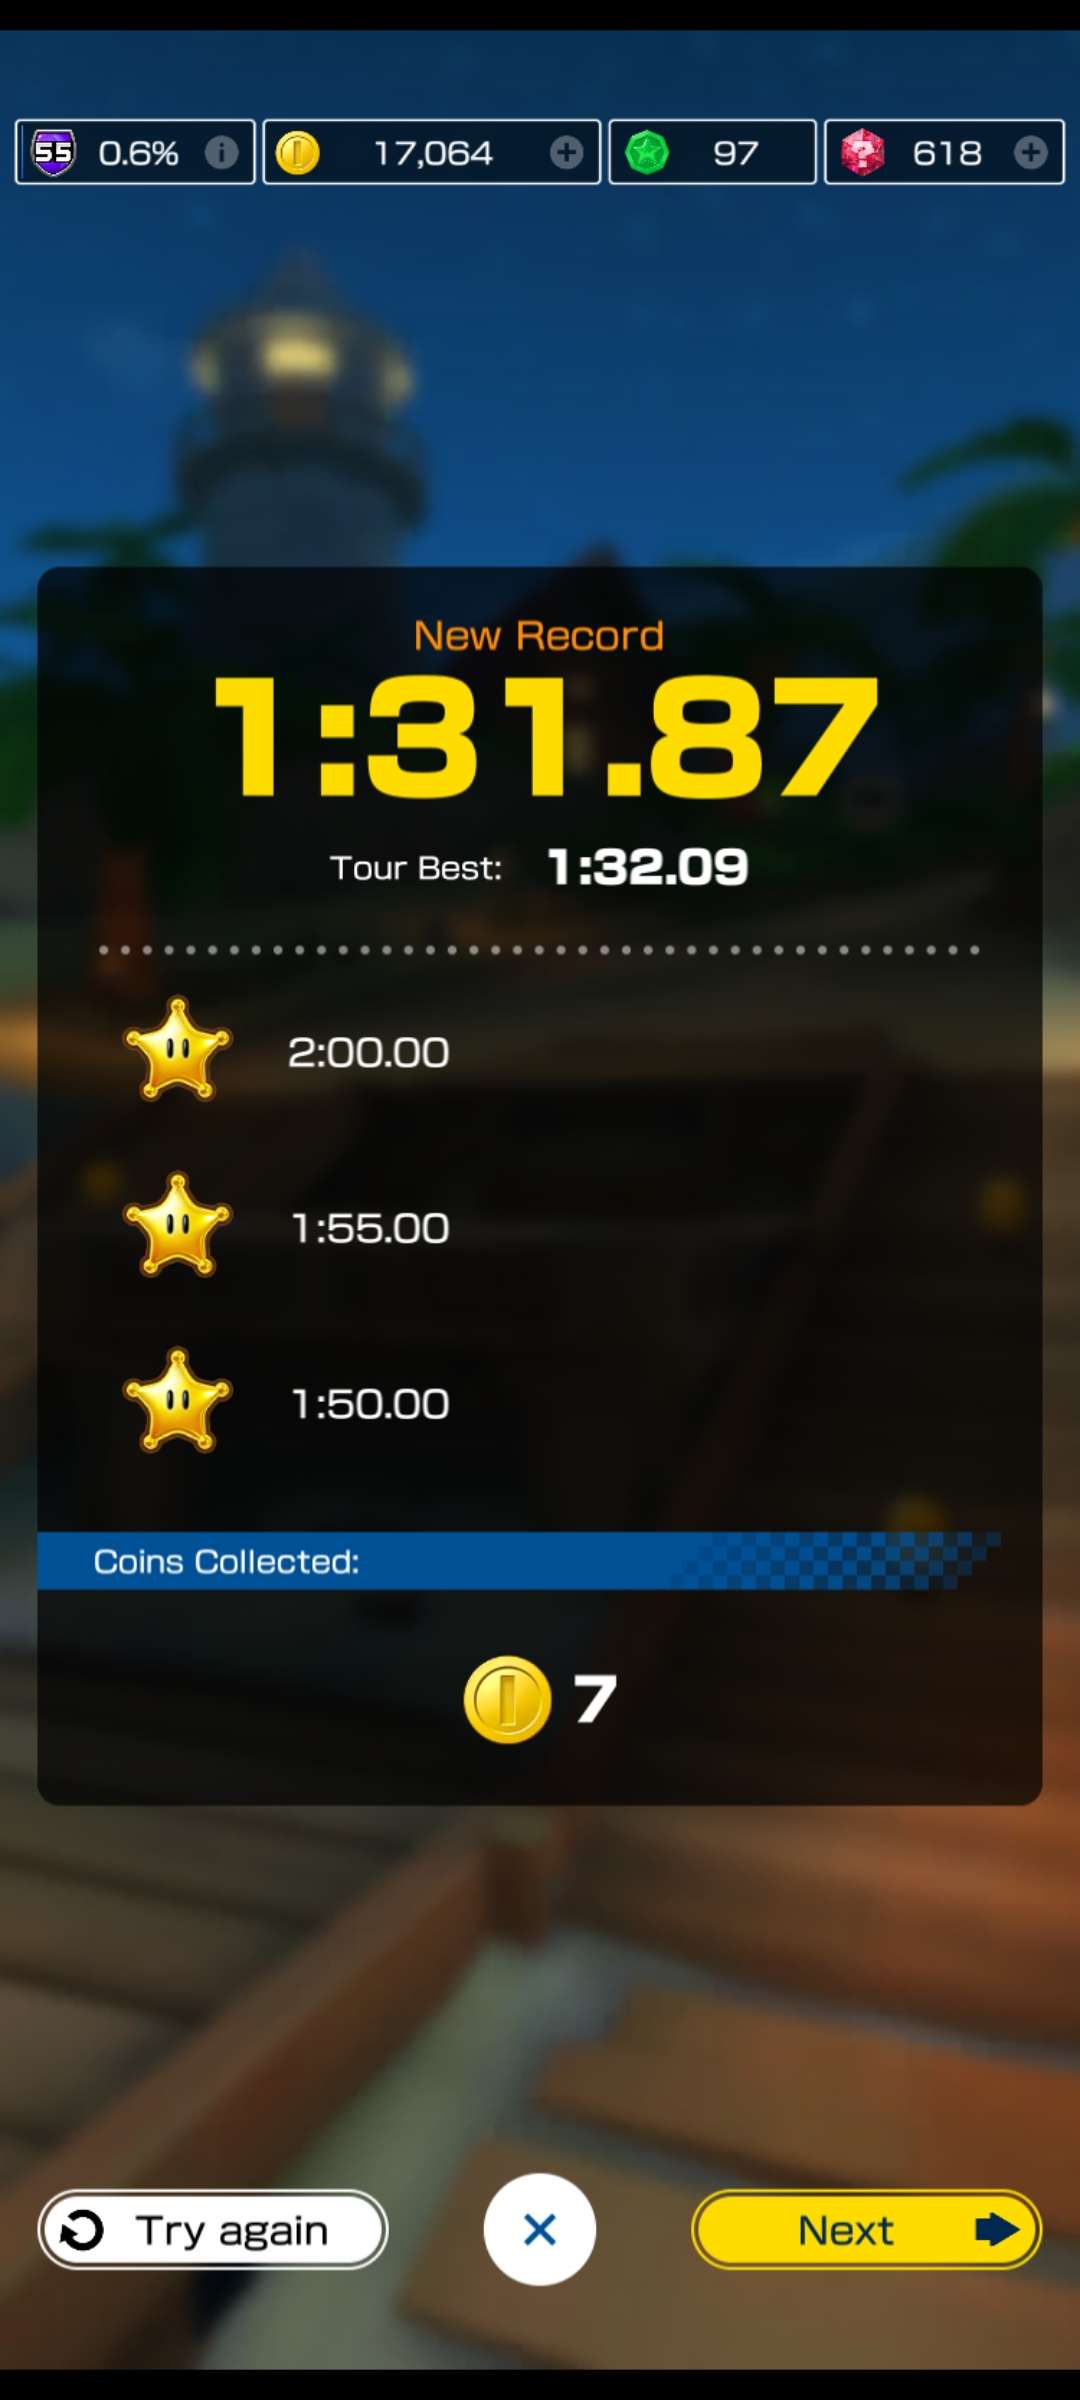 55 0.6% 17,064 97 618
New Record
1:31.87
Tour Best: 1:32.09
2:00.00
1:55.00
1:50.00
Coins Collected:
7
Try again
Next